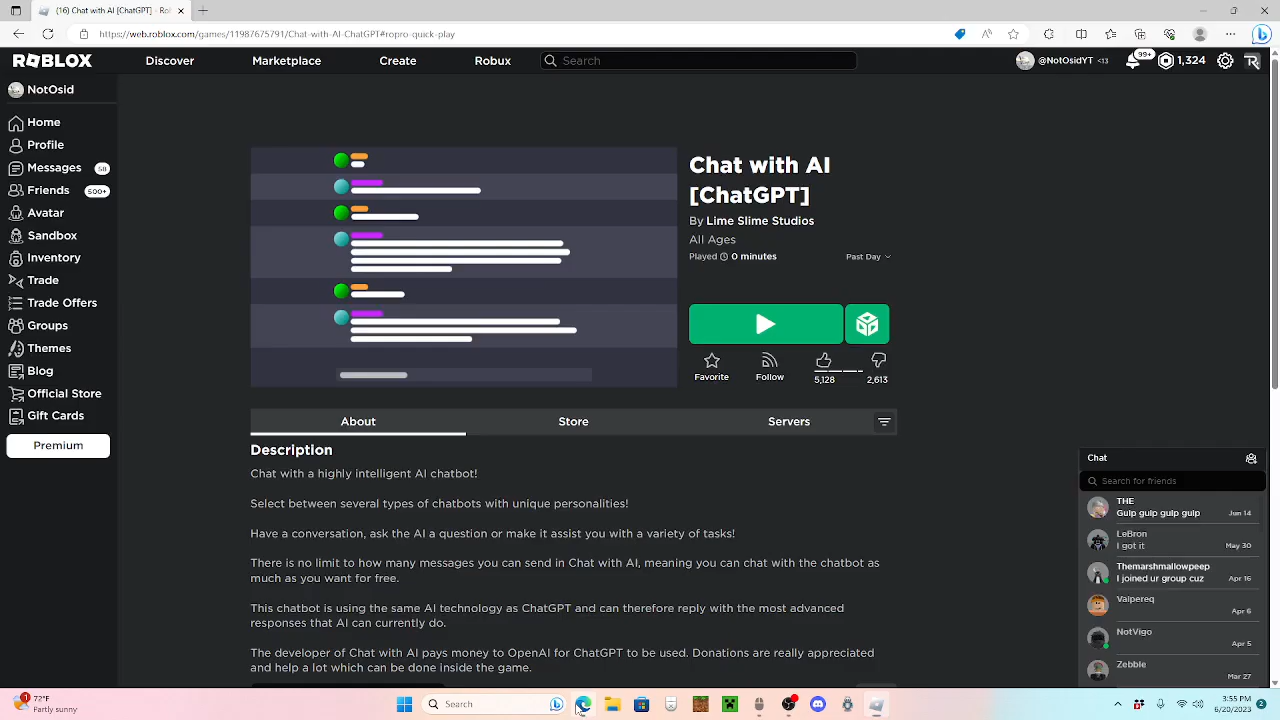 (16) Chat with AI [ChatGPT] - Rol
https://web.roblox.com/games/11987675791/Chat-with-AI-ChatGPT#ropro-quick-play
ROBLOX
Discover
Marketplace
Create
Robux
Search
@NotOsidYT <13
99+
1,324
NotOsid
Home
Profile
Messages 58
Friends 500+
Avatar
Sandbox
Inventory
Trade
Trade Offers
Groups
Themes
Blog
Official Store
Gift Cards
Premium
Chat with AI
[ChatGPT]
By Lime Slime Studios
All Ages
Played 0 minutes
Past Day
Favorite
Follow
5,128
2,613
About
Store
Servers
Description
Chat with a highly intelligent AI chatbot!
Select between several types of chatbots with unique personalities!
Have a conversation, ask the AI a question or make it assist you with a variety of tasks!
There is no limit to how many messages you can send in Chat with AI, meaning you can chat with the chatbot as
much as you want for free.
This chatbot is using the same AI technology as ChatGPT and can therefore reply with the most advanced
responses that AI can currently do.
The developer of Chat with AI pays money to OpenAI for ChatGPT to be used. Donations are really appreciated
and help a lot which can be done inside the game.
Chat
Search for friends
THE
Gulp gulp gulp gulp Jun 14
LeBron
I got it May 30
Themarshmallowpeep
I joined ur group cuz Apr 16
Valpereq
Apr 6
NotVigo
Apr 5
Zebble
Mar 27
1
72°F
Partly sunny
Search
3:55 PM
6/20/2023
2